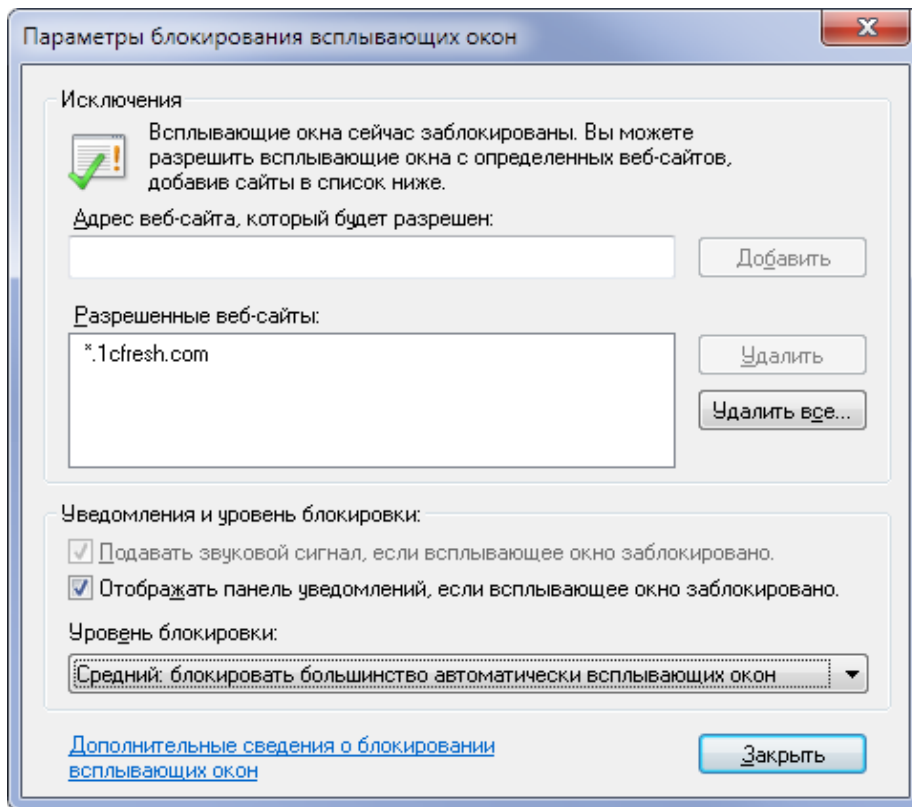 Параметры блокирования всплывающих окон
Исключения
Всплывающие окна сейчас заблокированы. Вы можете
разрешить всплывающие окна с определенных веб-сайтов,
добавив сайты в список ниже.
Адрес веб-сайта, который будет разрешен:
Добавить
Разрешенные веб-сайты:
*.1cfresh.com
Удалить
Удалить все...
Уведомления и уровень блокировки:
Подавать звуковой сигнал, если всплывающее окно заблокировано.
Отображать панель уведомлений, если всплывающее окно заблокировано.
Уровень блокировки:
Средний: блокировать большинство автоматически всплывающих окон
Дополнительные сведения о блокировании
всплывающих окон
Закрыть